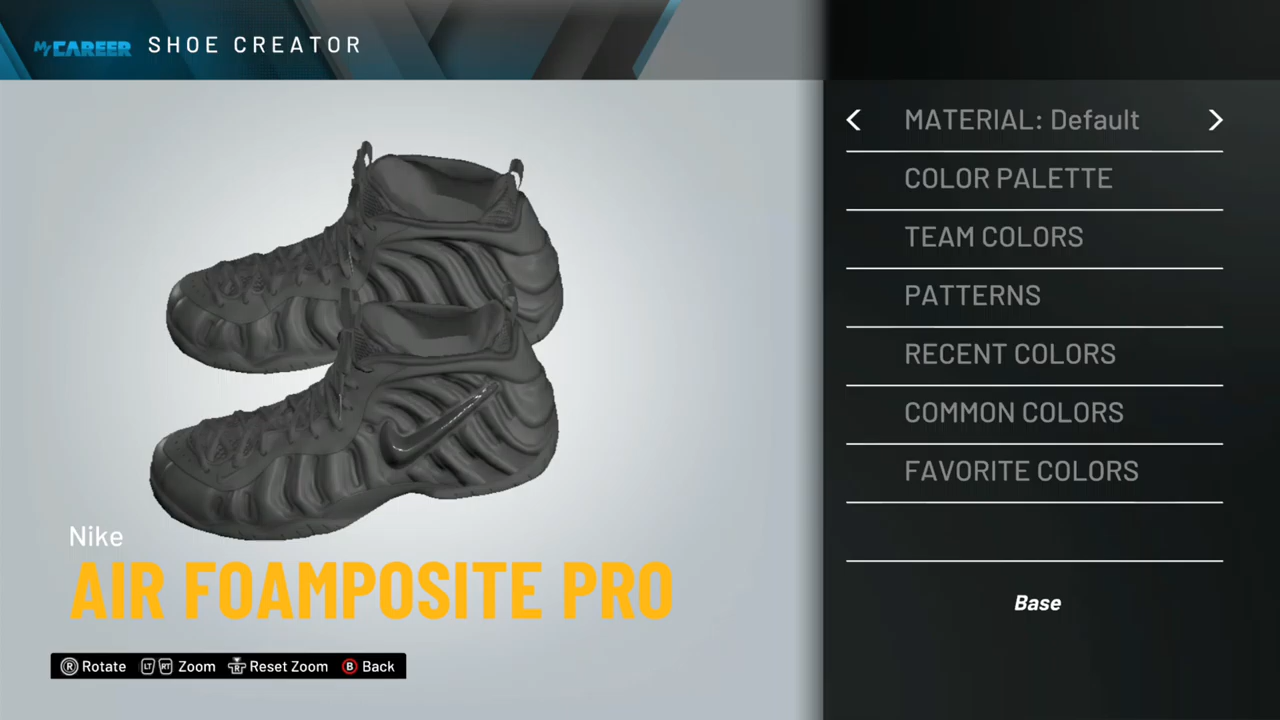 MyCAREER SHOE CREATOR
MATERIAL: Default
COLOR PALETTE
TEAM COLORS
PATTERNS
RECENT COLORS
COMMON COLORS
FAVORITE COLORS
Base
Nike
AIR FOAMPOSITE PRO
R Rotate LT RT Zoom R Reset Zoom B Back